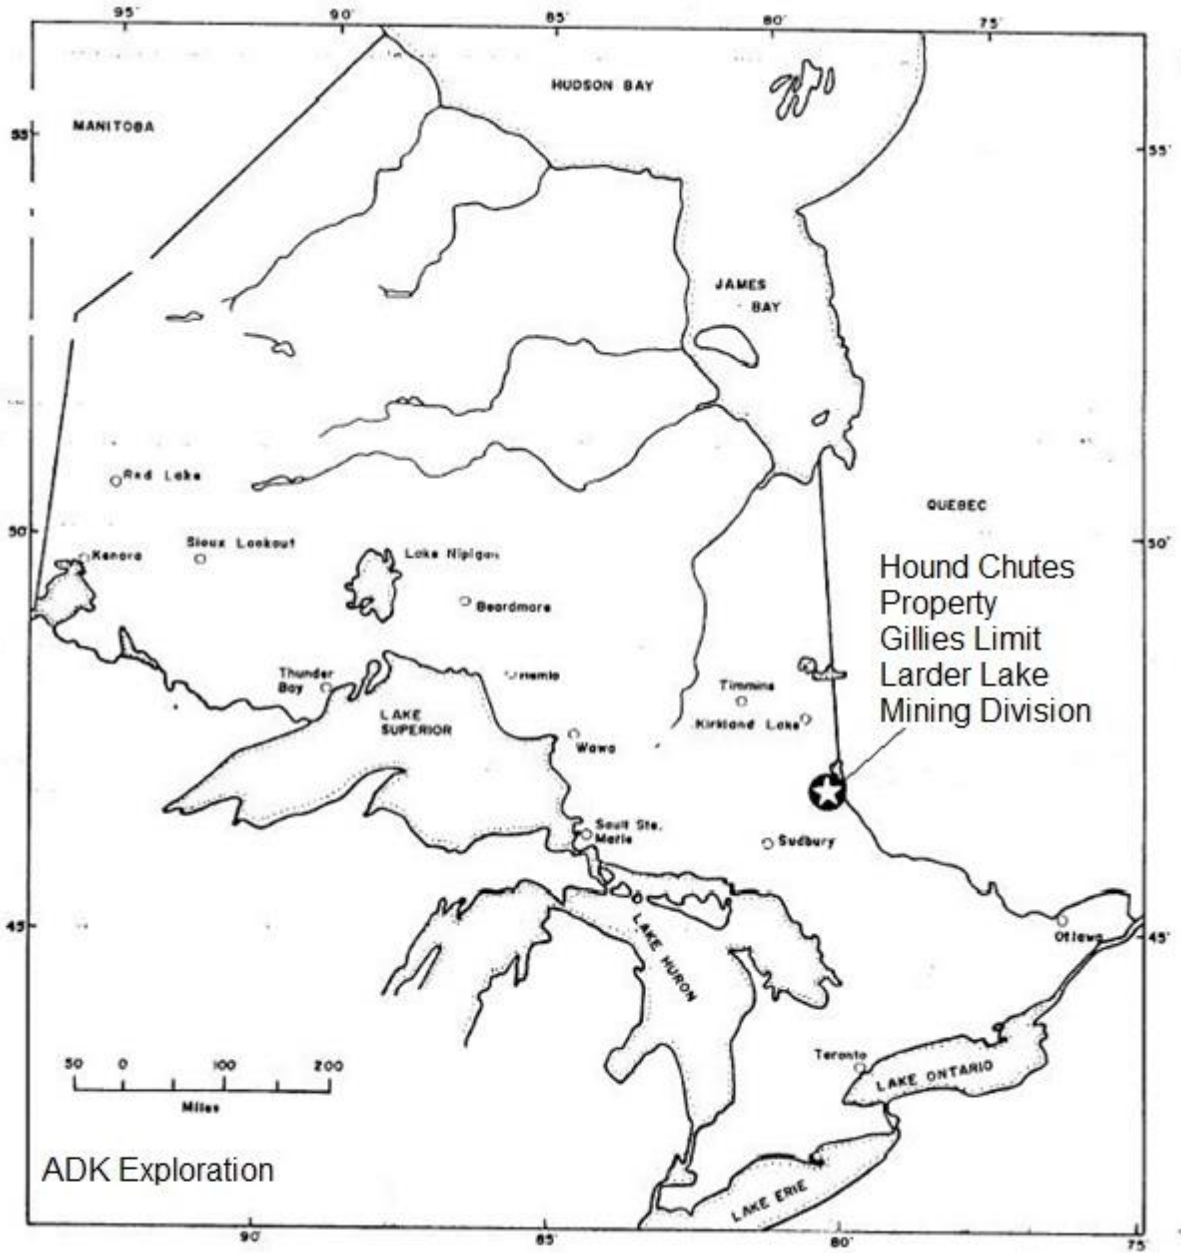 95° 90° 85° 80° 75°
HUDSON BAY
MANITOBA
55° 55°
JAMES
BAY
Red Lake
QUEBEC
50° 50°
Kenora
Sioux Lookout
Lake Nipigon
Beardmore
Hound Chutes
Property
Gillies Limit
Larder Lake
Mining Division
Thunder
Bay
Hemlo
Timmins
Kirkland Lake
LAKE
SUPERIOR
Wawa
Sault Ste.
Marie
Sudbury
45° 45°
Ottawa
LAKE HURON
50 0 100 200
Miles
Toronto
LAKE ONTARIO
ADK Exploration
LAKE ERIE
90° 85° 80° 75°